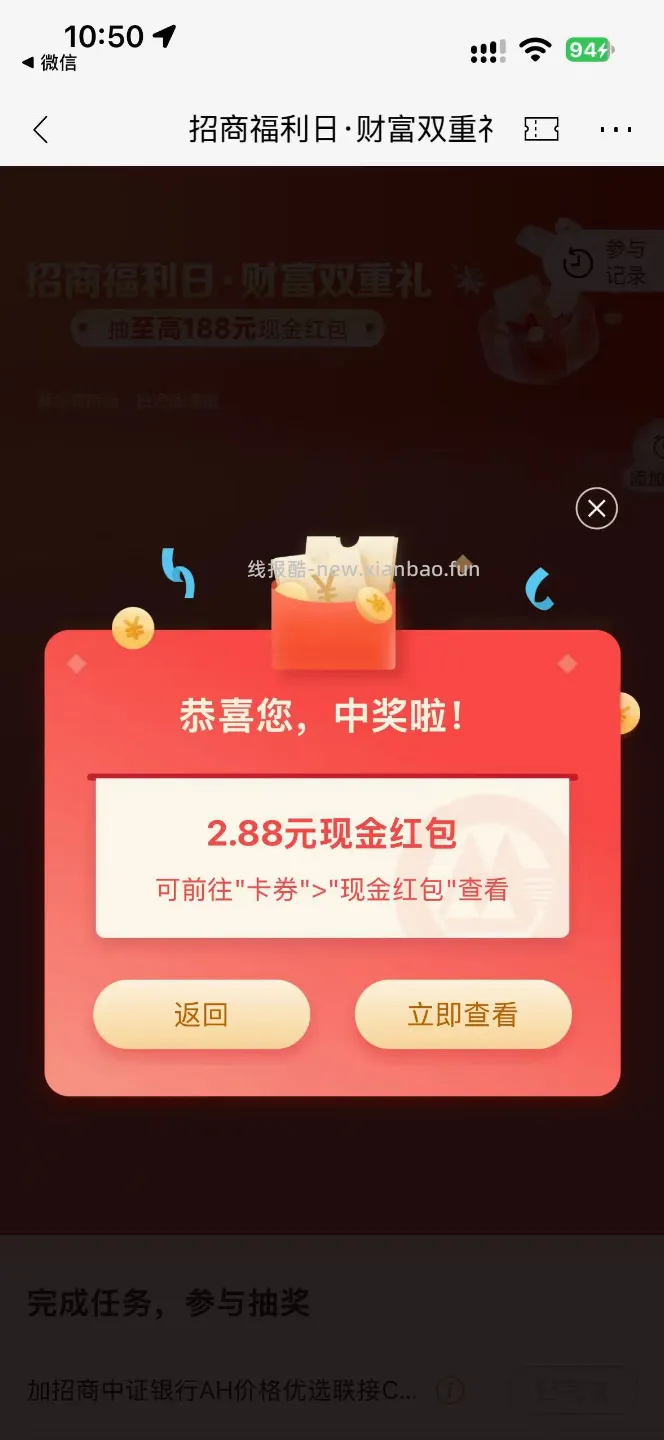 10:50
微信
94
招商福利日·财富双重礼
参与
记录
招商福利日·财富双重礼
抽至高188元现金红包
添加
线报酷-new.xianbao.fun
恭喜您，中奖啦！
2.88元现金红包
可前往"卡券">"现金红包"查看
返回
立即查看
完成任务，参与抽奖
加招商中证银行AH价格优选联接C...